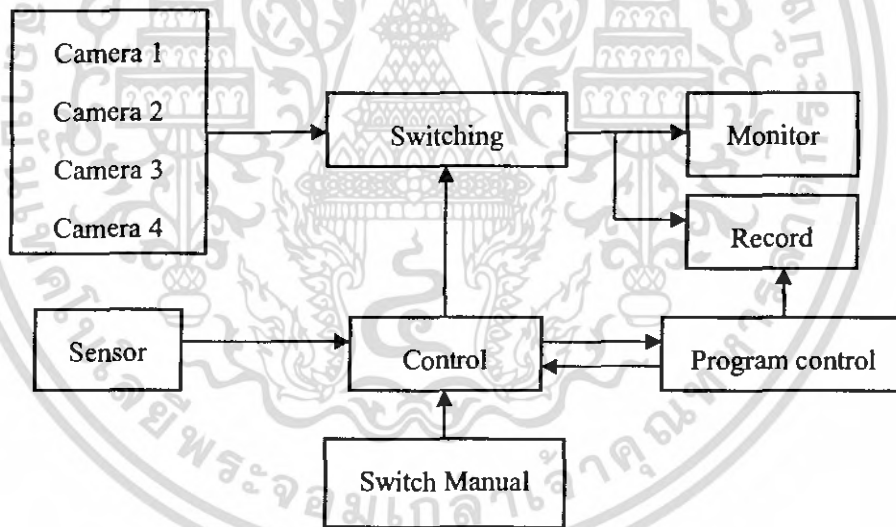 Camera 1
Camera 2
Camera 3
Camera 4
Switching
Monitor
Record
Sensor
Control
Program control
Switch Manual